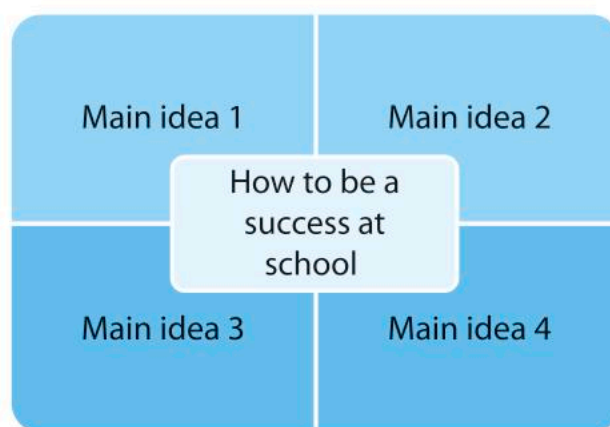 Main idea 1
Main idea 2
How to be a
success at
school
Main idea 3
Main idea 4